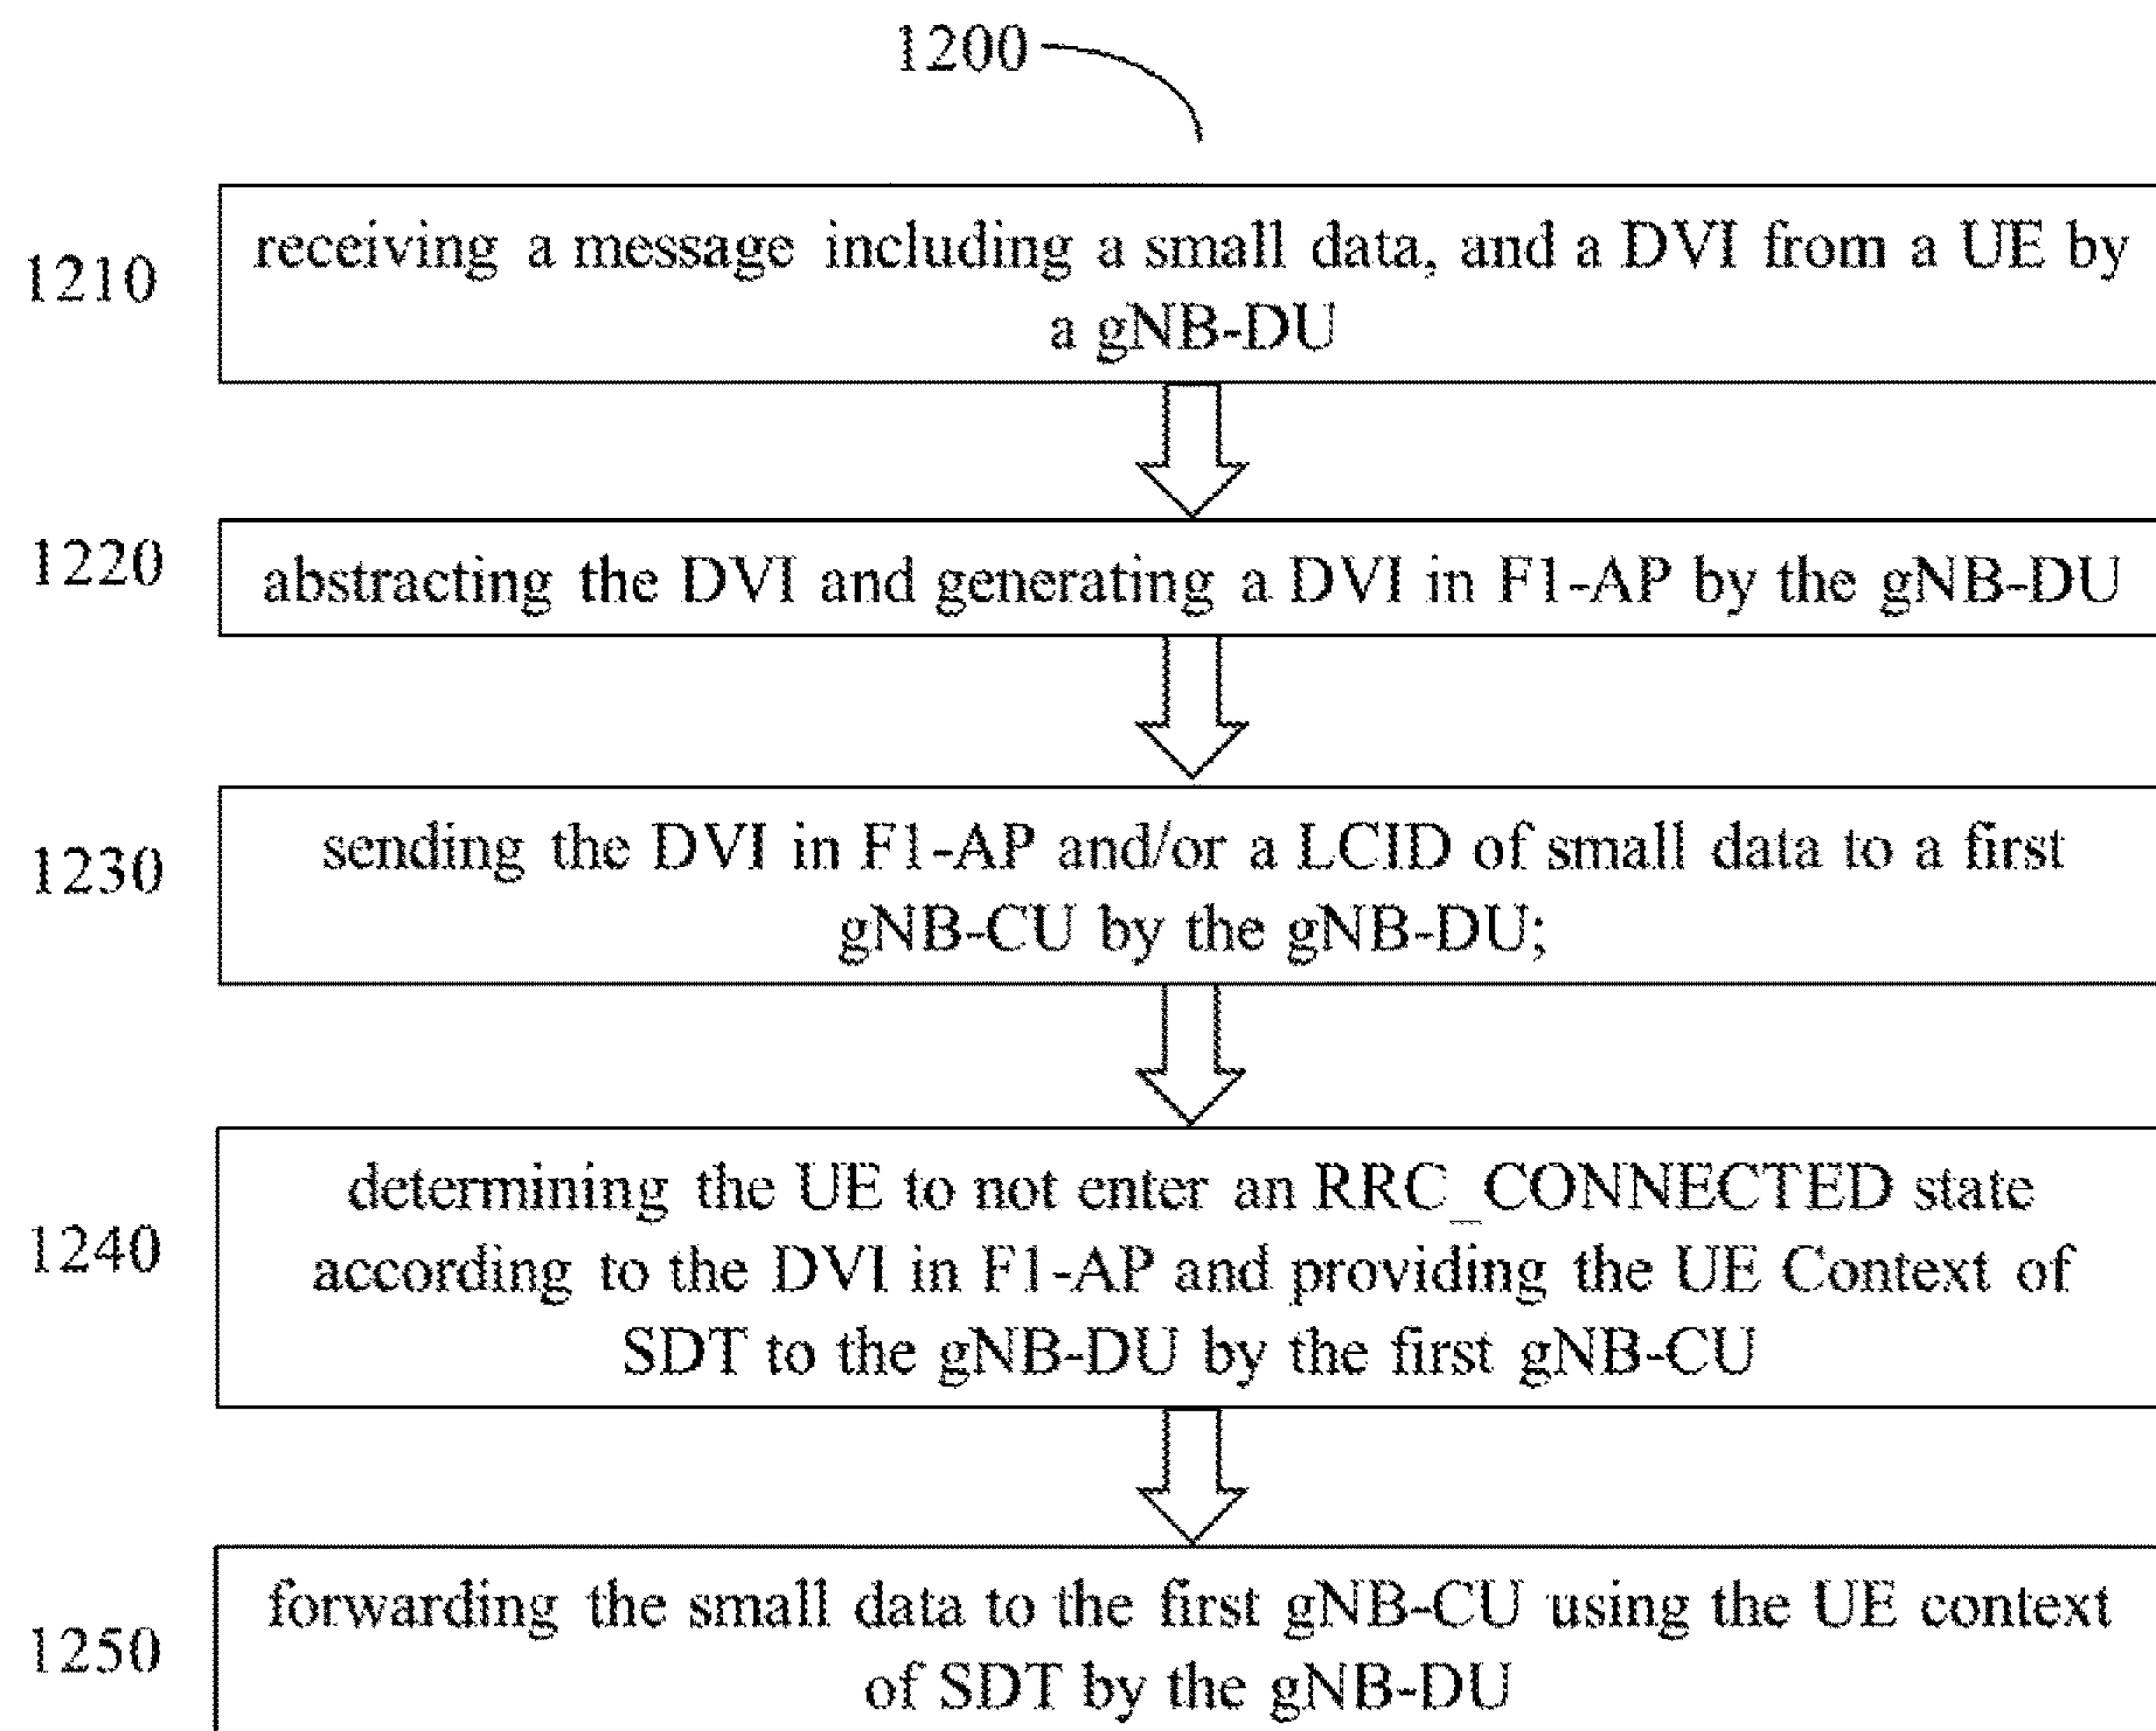 1200
1210
receiving a message including a small data, and a DVI from a UE by
a gNB-DU
1220
abstracting the DVI and generating a DVI in F1-AP by the gNB-DU
1230
sending the DVI in F1-AP and/or a LCID of small data to a first
gNB-CU by the gNB-DU;
1240
determining the UE to not enter an RRC_CONNECTED state
according to the DVI in F1-AP and providing the UE Context of
SDT to the gNB-DU by the first gNB-CU
1250
forwarding the small data to the first gNB-CU using the UE context
of SDT by the gNB-DU